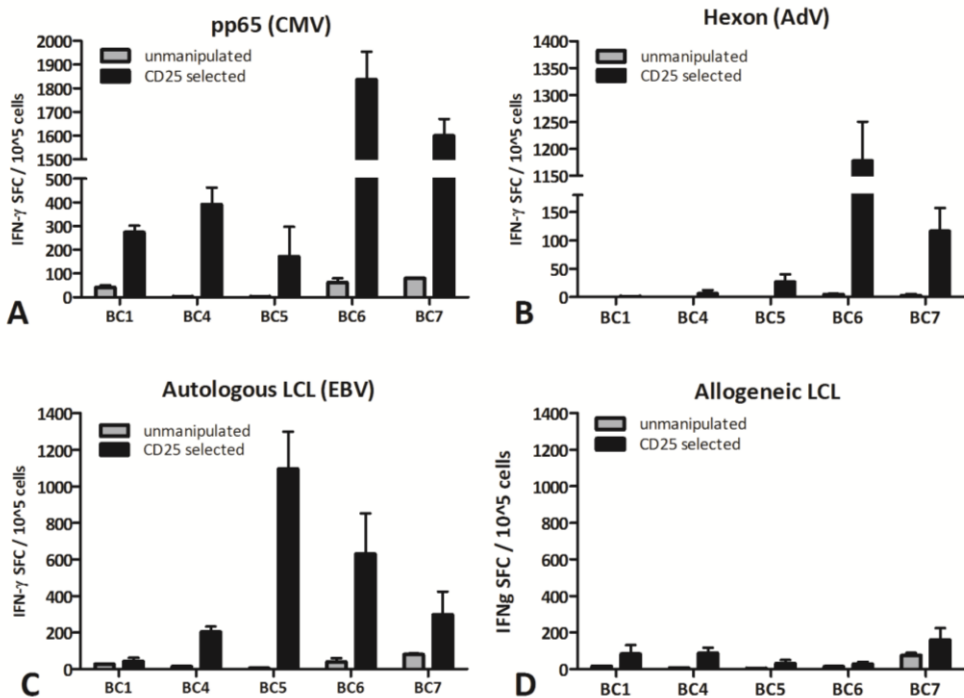 pp65 (CMV)
unmanipulated
CD25 selected
IFN-γ SFC / 10^5 cells
2000
1900
1800
1700
1600
1500
500
400
300
200
100
0
BC1 BC4 BC5 BC6 BC7
A
Hexon (AdV)
unmanipulated
CD25 selected
IFN-γ SFC / 10^5 cells
1400
1350
1300
1250
1200
1150
150
100
50
0
BC1 BC4 BC5 BC6 BC7
B
Autologous LCL (EBV)
unmanipulated
CD25 selected
IFN-γ SFC / 10^5 cells
1400
1200
1000
800
600
400
200
0
BC1 BC4 BC5 BC6 BC7
C
Allogeneic LCL
unmanipulated
CD25 selected
IFNg SFC / 10^5 cells
1400
1200
1000
800
600
400
200
0
BC1 BC4 BC5 BC6 BC7
D